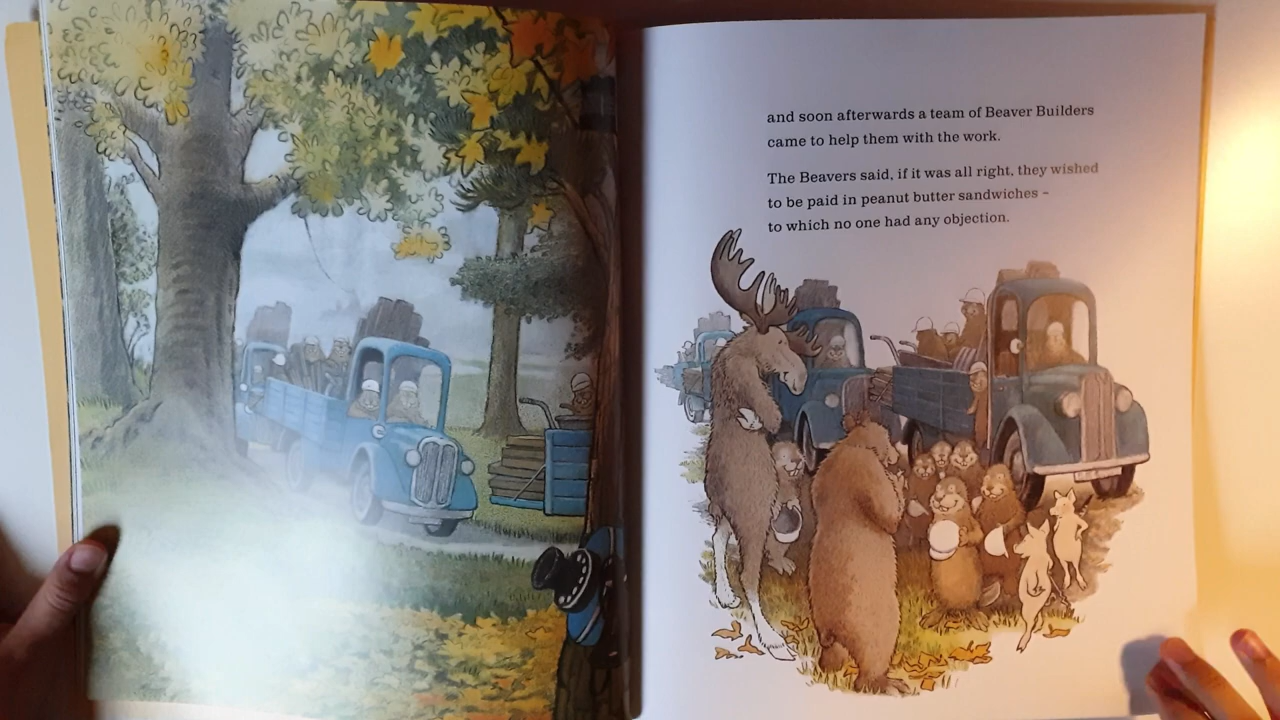 and soon afterwards a team of Beaver Builders
came to help them with the work.
The Beavers said, if it was all right, they wished
to be paid in peanut butter sandwiches –
to which no one had any objection.